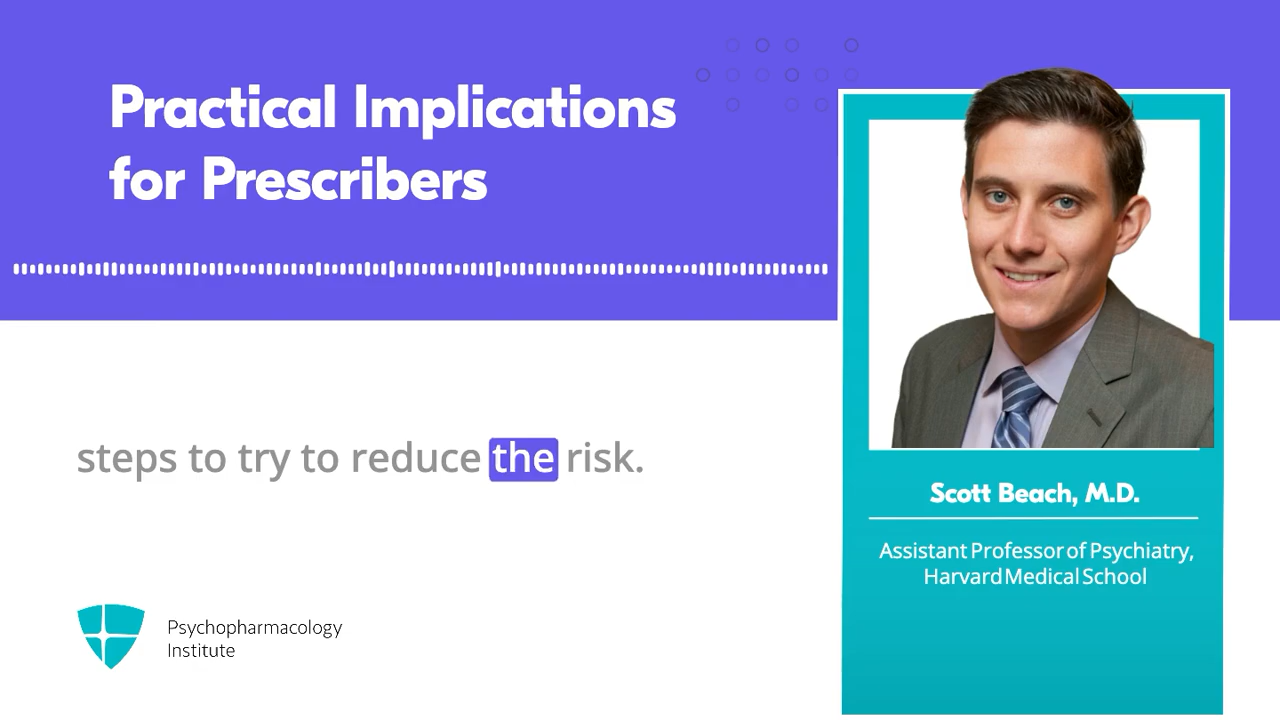 Practical Implications
for Prescribers
steps to try to reduce the risk.
Scott Beach, M.D.
Assistant Professor of Psychiatry,
Harvard Medical School
Psychopharmacology
Institute